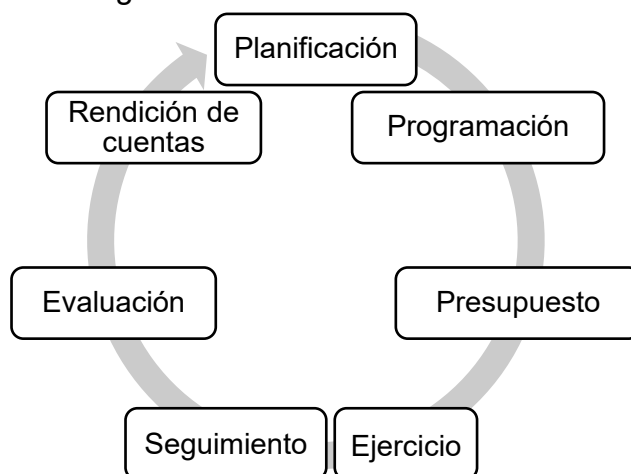 Planificación
Programación
Presupuesto
Ejercicio
Seguimiento
Evaluación
Rendición de
cuentas